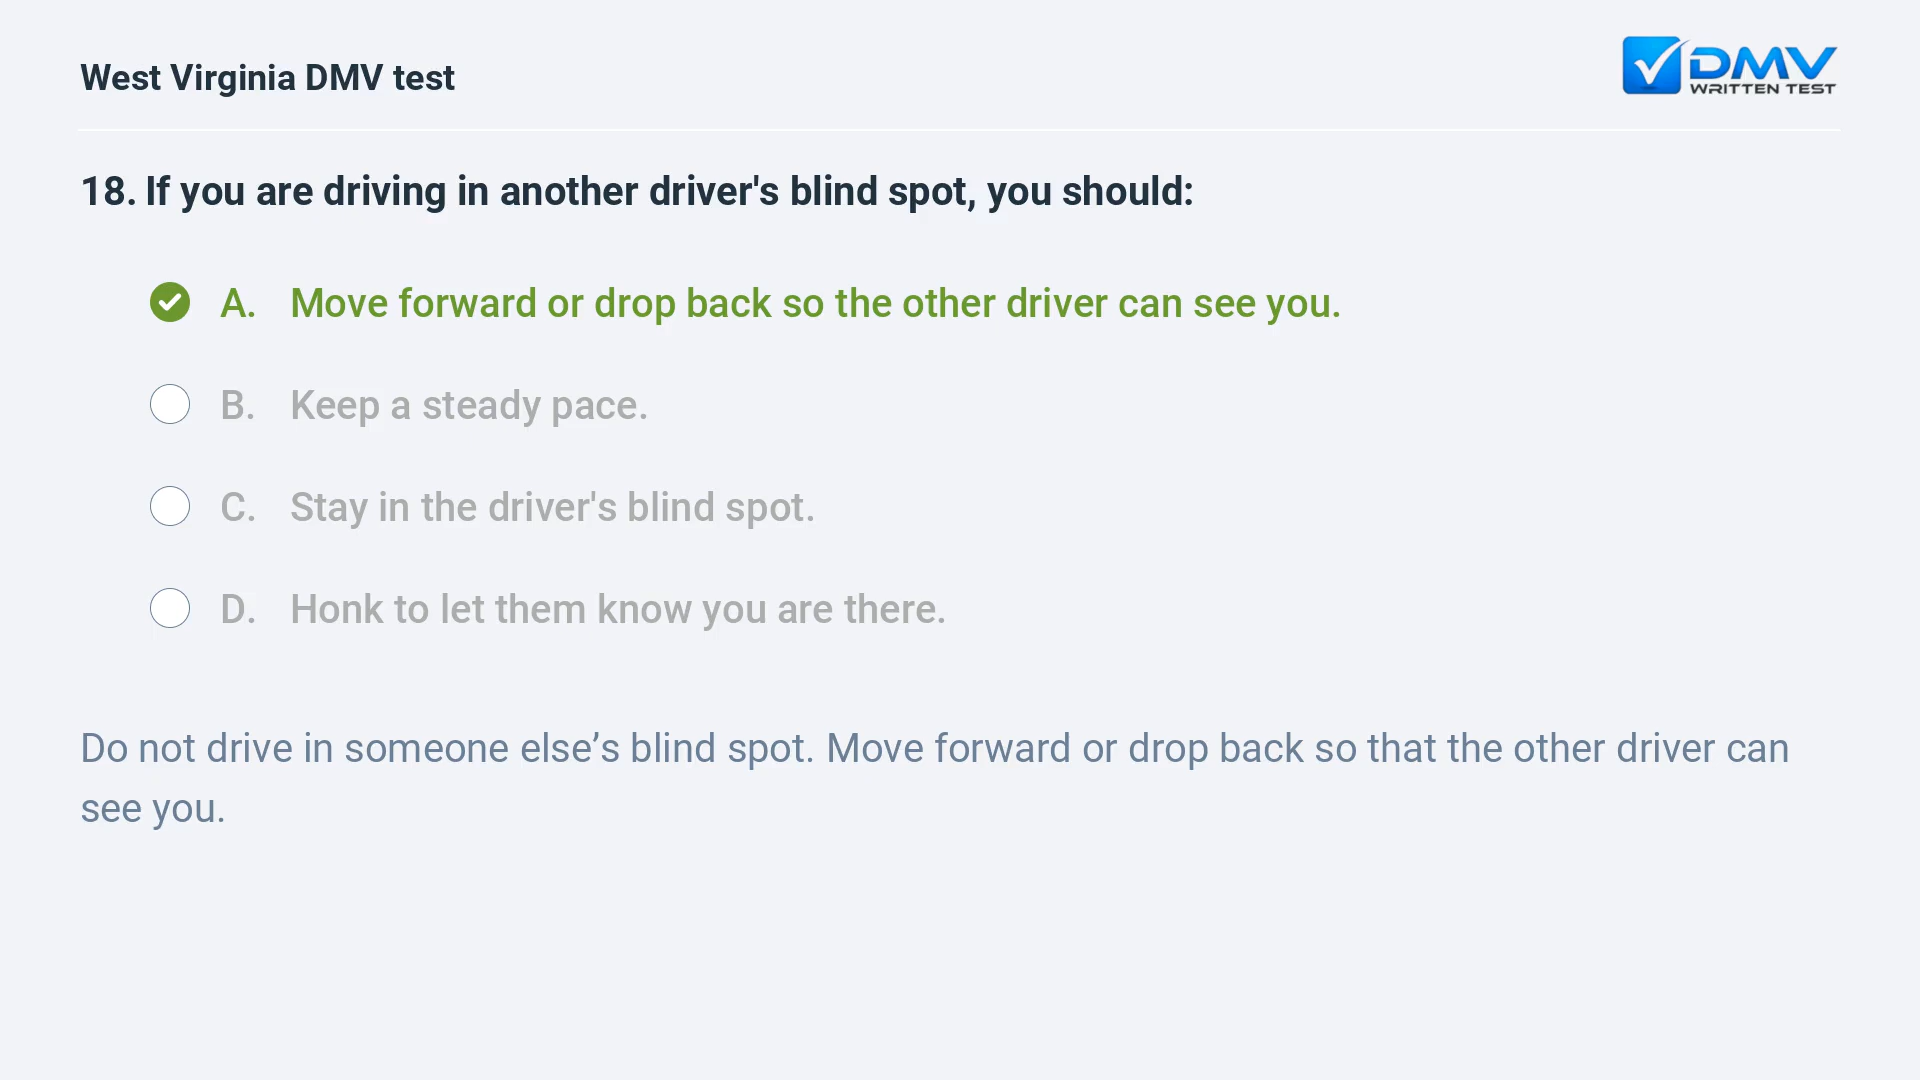 West Virginia DMV test
DMV
WRITTEN TEST
18. If you are driving in another driver's blind spot, you should:
A. Move forward or drop back so the other driver can see you.
B. Keep a steady pace.
C. Stay in the driver's blind spot.
D. Honk to let them know you are there.
Do not drive in someone else’s blind spot. Move forward or drop back so that the other driver can
see you.